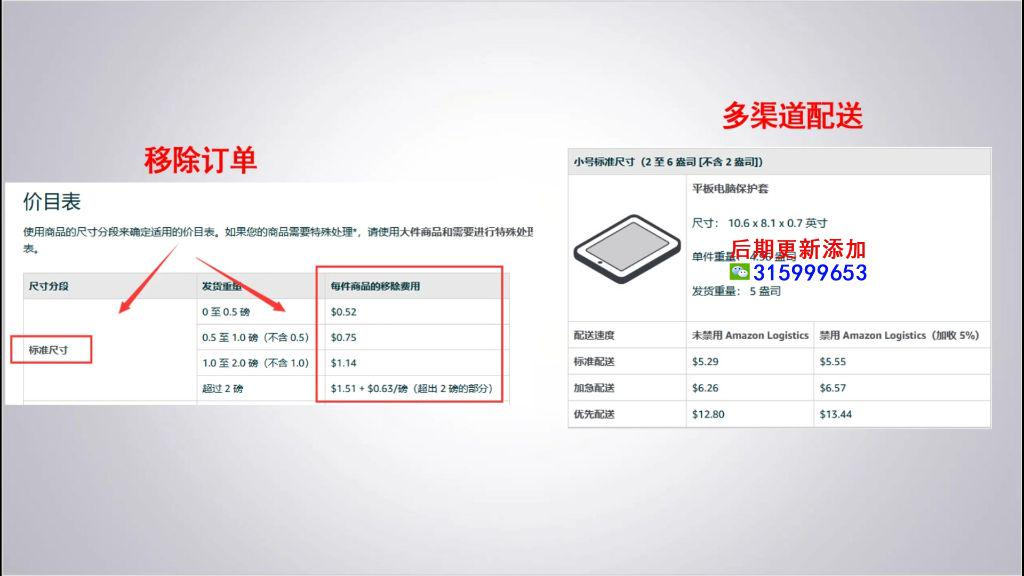 移除订单
价目表
使用商品的尺寸分段来确定适用的价目表。如果您的商品需要特殊处理*，请使用大件商品和需要进行特殊处理
表。
尺寸分段 发货重量 每件商品的移除费用
标准尺寸
0 至 0.5 磅 $0.52
0.5 至 1.0 磅（不含 0.5） $0.75
1.0 至 2.0 磅（不含 1.0） $1.14
超过 2 磅 $1.51 + $0.63/磅（超出 2 磅的部分）
多渠道配送
小号标准尺寸（2 至 6 盎司 [不含 2 盎司]）
平板电脑保护套
尺寸： 10.6 x 8.1 x 0.7 英寸
单件重量
后期更新添加
315999653
发货重量： 5 盎司
配送速度 未禁用 Amazon Logistics 禁用 Amazon Logistics（加收 5%）
标准配送 $5.29 $5.55
加急配送 $6.26 $6.57
优先配送 $12.80 $13.44